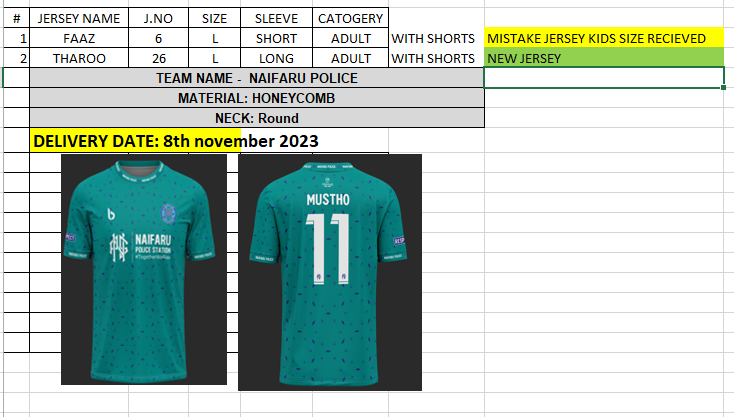 # JERSEY NAME J.NO SIZE SLEEVE CATOGERY
1 FAAZ 6 L SHORT ADULT WITH SHORTS MISTAKE JERSEY KIDS SIZE RECIEVED
2 THAROO 26 L LONG ADULT WITH SHORTS NEW JERSEY
TEAM NAME - NAIFARU POLICE
MATERIAL: HONEYCOMB
NECK: Round
DELIVERY DATE: 8th november 2023
b
NAIFARU
POLICE STATION
MUSTHO
11
RESP